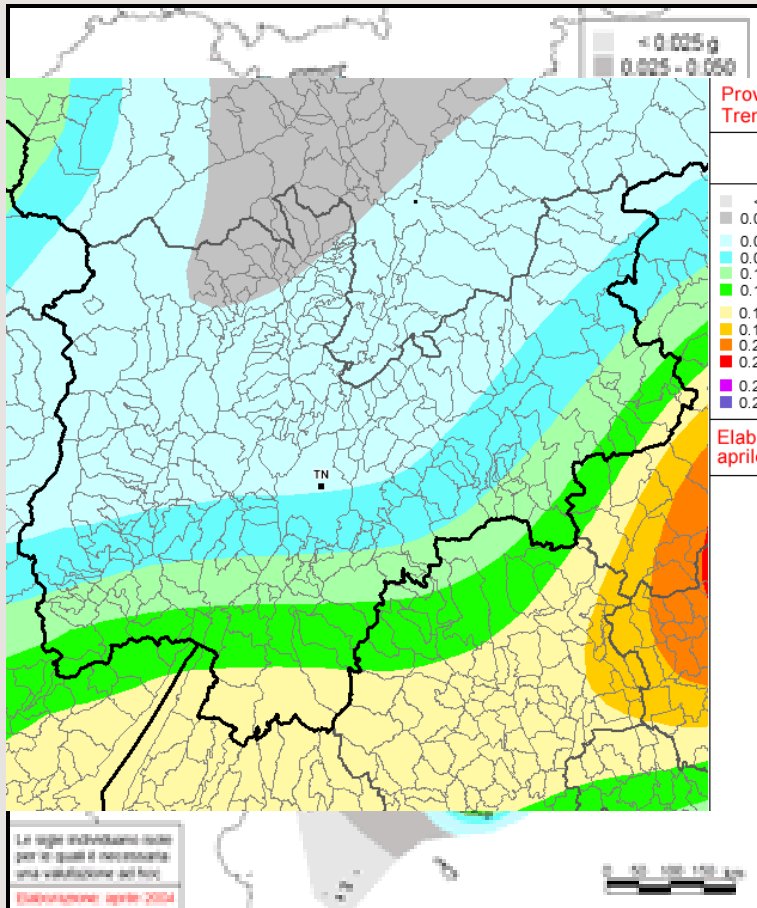 < 0.025 g
0.025 - 0.050
Prov
Tren
<
0.0
0.0
0.0
0.1
0.1
0.1
0.1
0.2
0.2
0.2
0.2
Elab
aprile
TN
Le sigle individuano isole
per le quali è necessaria
una valutazione ad hoc
Elaborazione: aprile 2004
0 50 100 150 km